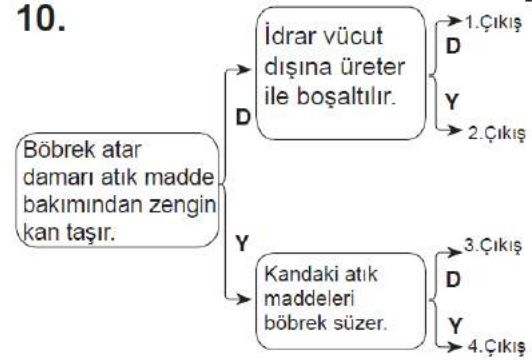 10.
Böbrek atar
damarı atık madde
bakımından zengin
kan taşır.
D
Y
İdrar vücut
dışına üreter
ile boşaltılır.
D
Y
1.Çıkış
2.Çıkış
Kandaki atık
maddeleri
böbrek süzer.
D
Y
3.Çıkış
4.Çıkış